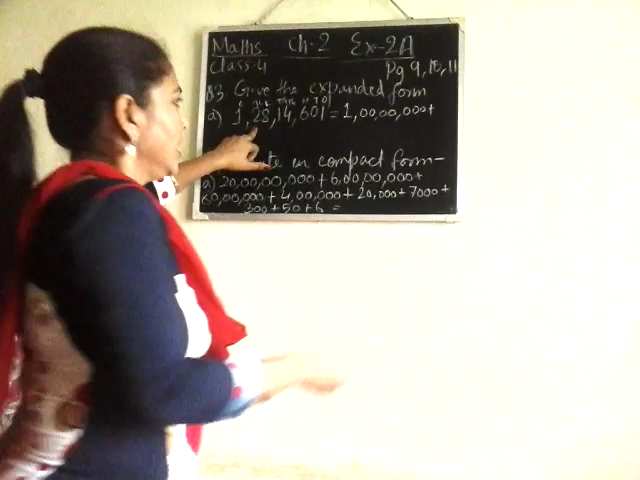 Maths Ch-2 Ex-2A
Class-4 Pg 9, 10, 11
Q3 Give the expanded form
a) 1,28,14,601 = 1,00,00,000+
in compact form-
a) 20,00,00,000 + 6,00,00,000+
80,00,000 + 4,00,000 + 20,000 + 7000 +
300 + 50 + 6 =